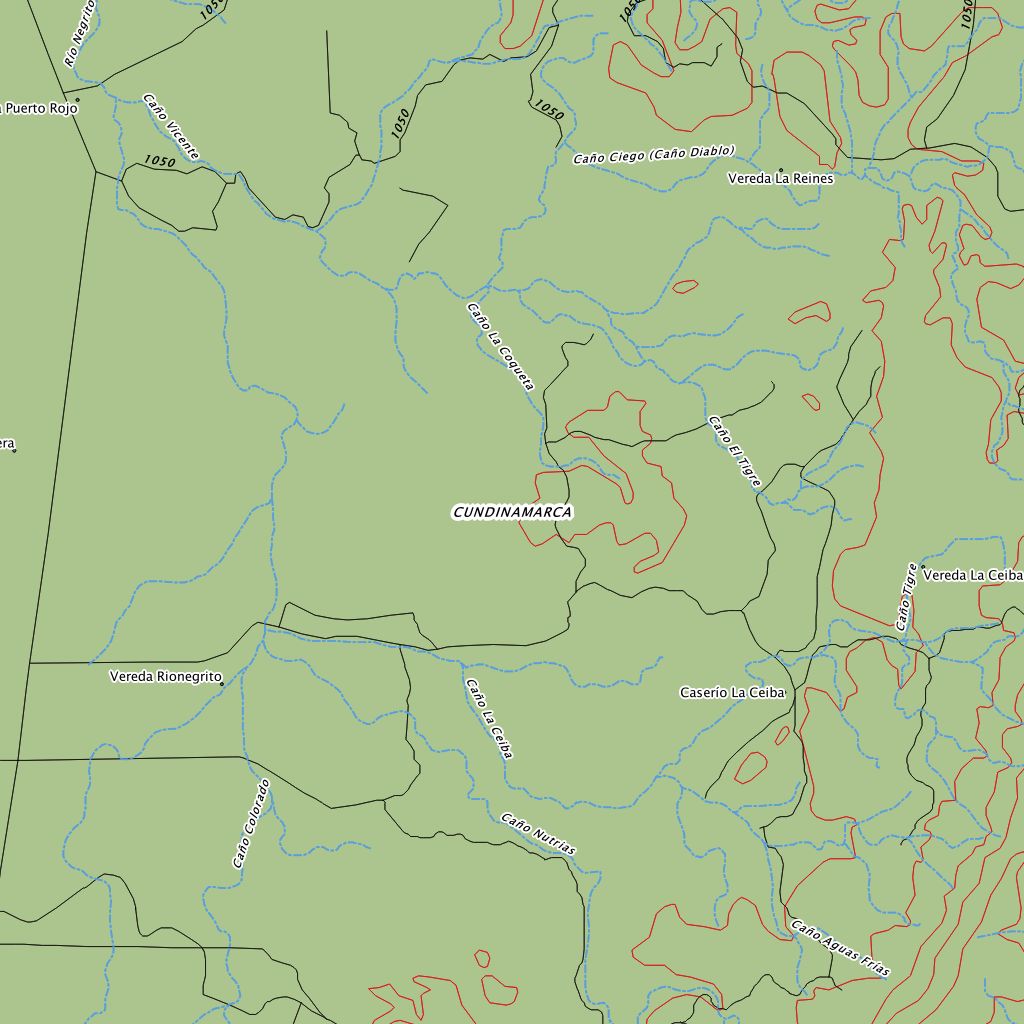 Río Negrito
1050
1050
1050
Puerto Rojo
Caño Vicente
1050
1050
1050
Caño Ciego (Caño Diablo)
Vereda La Reines
Caño La Coqueta
Caño El Tigre
CUNDINAMARCA
Caño Tigre
Vereda La Ceiba
Vereda Rionegrito
Caño La Ceiba
Caserío La Ceiba
Caño Colorado
Caño Nutrias
Caño Aguas Frías